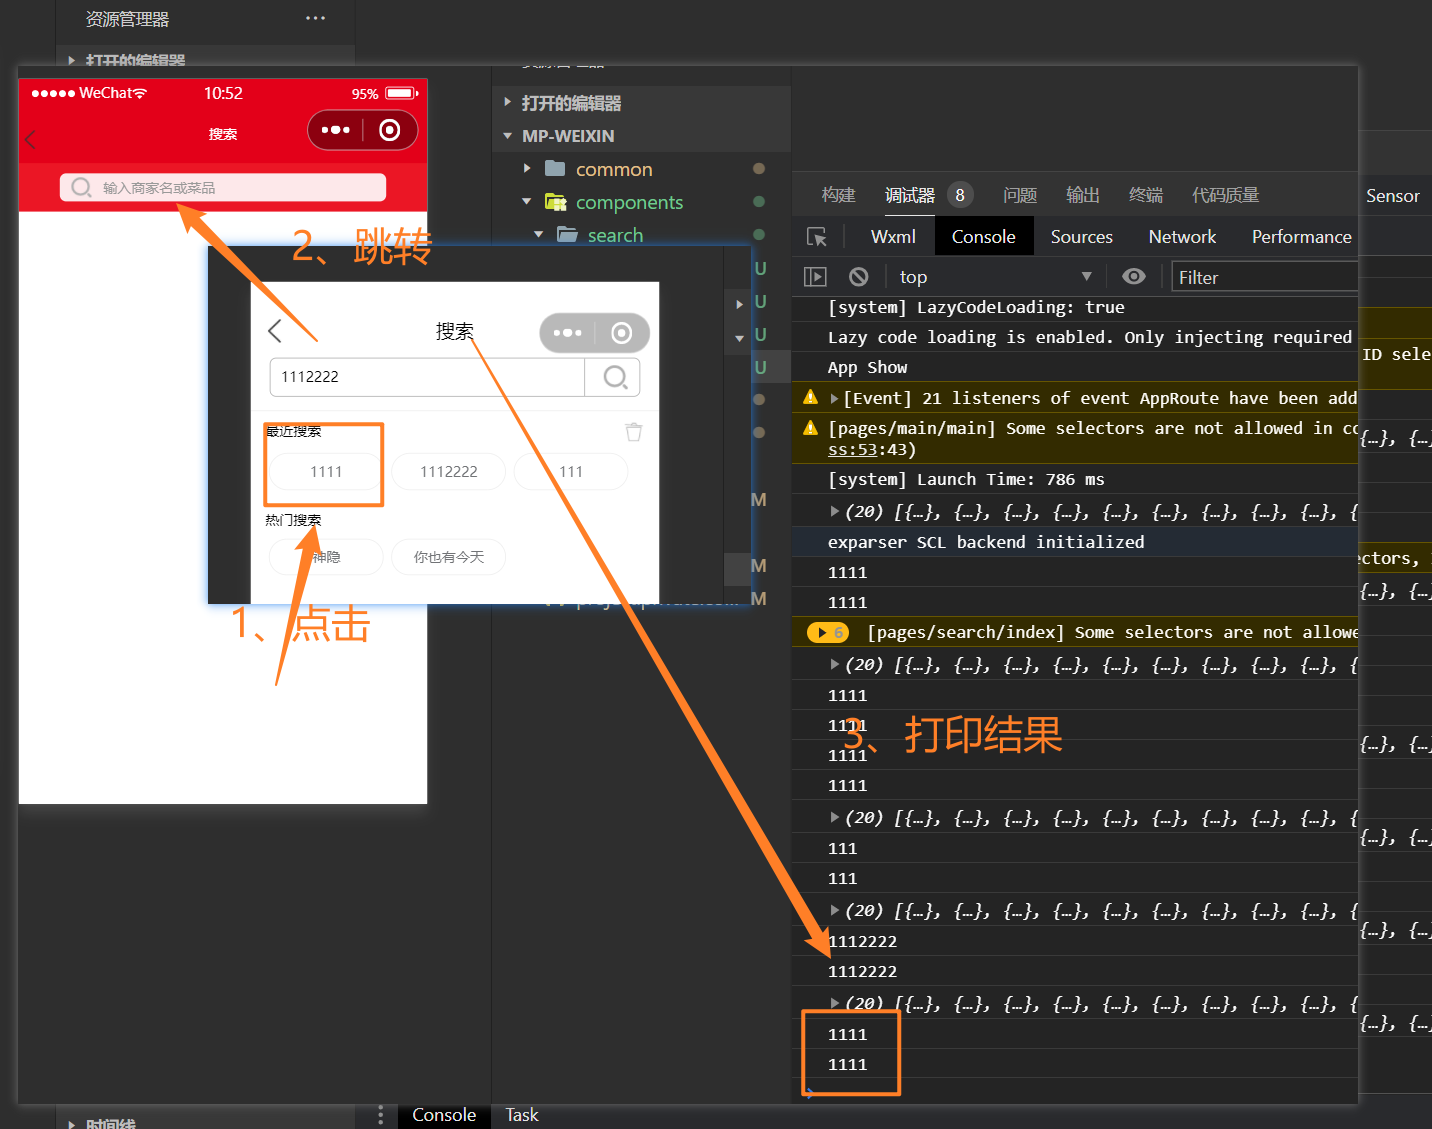 资源管理器
打开的编辑器
WeChat
10:52
95%
搜索
输入商家名或菜品
2、跳转
搜索
1112222
最近搜索
1111
1112222
111
热门搜索
神隐
你也有今天
1、点击
打开的编辑器
MP-WEIXIN
common
components
search
U
U
U
U
M
M
M
构建
调试器
8
问题
输出
终端
代码质量
Sensor
Wxml
Console
Sources
Network
Performance
top
Filter
[system] LazyCodeLoading: true
Lazy code loading is enabled. Only injecting required
App Show
[Event] 21 listeners of event AppRoute have been add
[pages/main/main] Some selectors are not allowed in co
ss:53:43)
ID sele
[system] Launch Time: 786 ms
(20) [{…}, {…}, {…}, {…}, {…}, {…}, {…}, {…}, {…}, {
exparser SCL backend initialized
1111
1111
6
[pages/search/index] Some selectors are not allowe
ectors,
(20) [{…}, {…}, {…}, {…}, {…}, {…}, {…}, {…}, {…}, {
1111
1111
1111
1111
3、打印结果
(20) [{…}, {…}, {…}, {…}, {…}, {…}, {…}, {…}, {…}, {
111
111
(20) [{…}, {…}, {…}, {…}, {…}, {…}, {…}, {…}, {…}, {
1112222
1112222
(20) [{…}, {…}, {…}, {…}, {…}, {…}, {…}, {…}, {…}, {
1111
1111
时间线
Console
Task